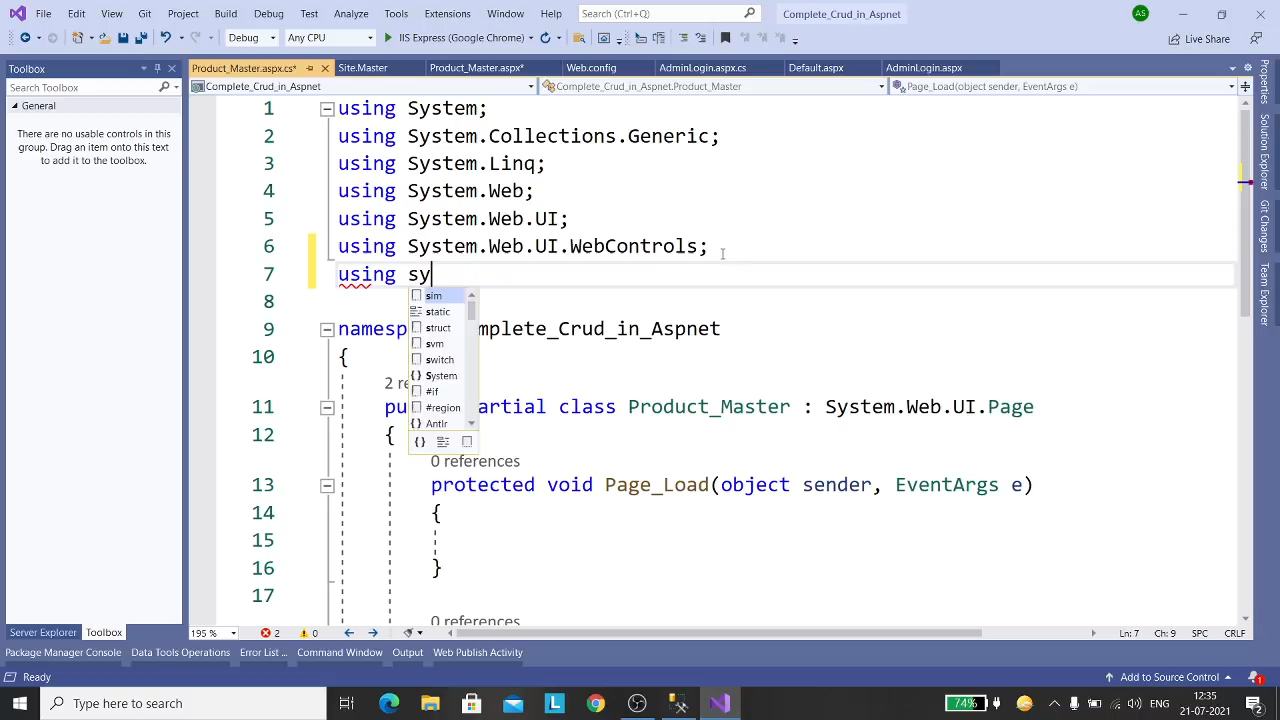 File Edit View Git Project Build Debug Test Analyze Tools Extensions Window Help Search (Ctrl+Q) Complete_Crud_in_Aspnet AS
Debug Any CPU IIS Express (Google Chrome) Live Share
Toolbox
Search Toolbox
General
There are no usable controls in this
group. Drag an item onto this text
to add it to the toolbox.
Product_Master.aspx.cs* Site.Master Product_Master.aspx* Web.config AdminLogin.aspx.cs Default.aspx AdminLogin.aspx
Complete_Crud_in_Aspnet Complete_Crud_in_Aspnet.Product_Master Page_Load(object sender, EventArgs e)
1 using System;
2 using System.Collections.Generic;
3 using System.Linq;
4 using System.Web;
5 using System.Web.UI;
6 using System.Web.UI.WebControls;
7 using sy
sim
static
struct
svm
switch
{ } System
#if
#region
{ } Antlr
{ }
8
9 namesp mplete_Crud_in_Aspnet
10 {
2 re
11 pu artial class Product_Master : System.Web.UI.Page
12 {
0 references
13 protected void Page_Load(object sender, EventArgs e)
14 {
15
16 }
17
0 references
Properties
Solution Explorer
Git Changes
Team Explorer
Server Explorer Toolbox
195 % 2 0 Ln: 7 Ch: 9 SPC CRLF
Package Manager Console Data Tools Operations Error List ... Command Window Output Web Publish Activity
Ready Add to Source Control 1
Type here to search L 74% ENG 12:35 21-07-2021 2